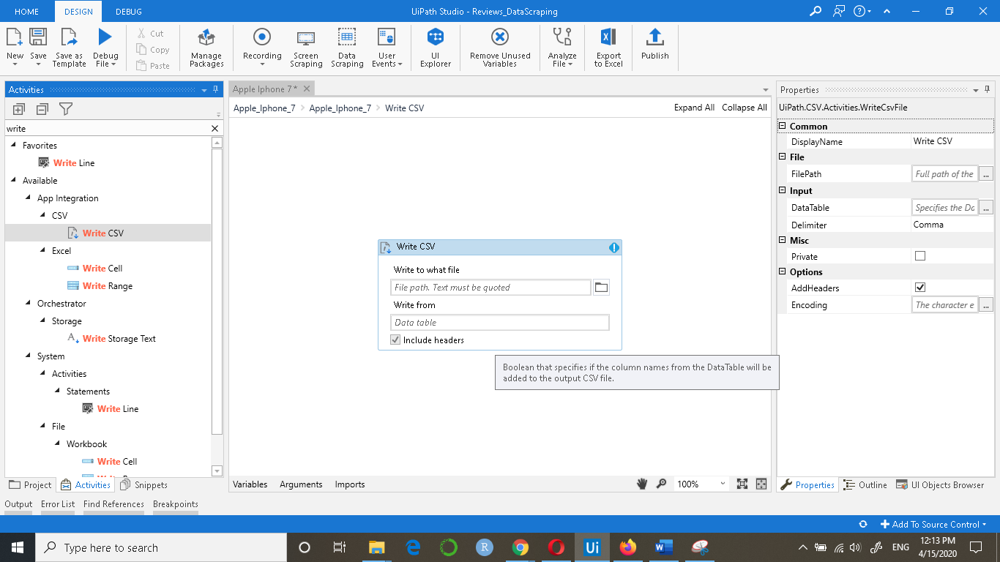 HOME DESIGN DEBUG UiPath Studio - Reviews_DataScraping
New Save Save as Template Debug File Cut Copy Paste Manage Packages Recording Screen Scraping Data Scraping User Events UI Explorer Remove Unused Variables Analyze File Export to Excel Publish
Activities
write
Favorites
Write Line
Available
App Integration
CSV
Write CSV
Excel
Write Cell
Write Range
Orchestrator
Storage
Write Storage Text
System
Activities
Statements
Write Line
File
Workbook
Write Cell
Project Activities Snippets
Apple Iphone 7 *
Apple_Iphone_7 > Apple_Iphone_7 > Write CSV Expand All Collapse All
Write CSV
Write to what file
File path. Text must be quoted
Write from
Data table
Include headers
Boolean that specifies if the column names from the DataTable will be
added to the output CSV file.
Variables Arguments Imports 100%
Properties
UiPath.CSV.Activities.WriteCsvFile
Common
DisplayName Write CSV
File
FilePath Full path of the ...
Input
DataTable Specifies the Da ...
Delimiter Comma
Misc
Private
Options
AddHeaders
Encoding The character e ...
Properties Outline UI Objects Browser
Output Error List Find References Breakpoints
Add To Source Control
Type here to search
R Ui W
ENG
12:13 PM
4/15/2020